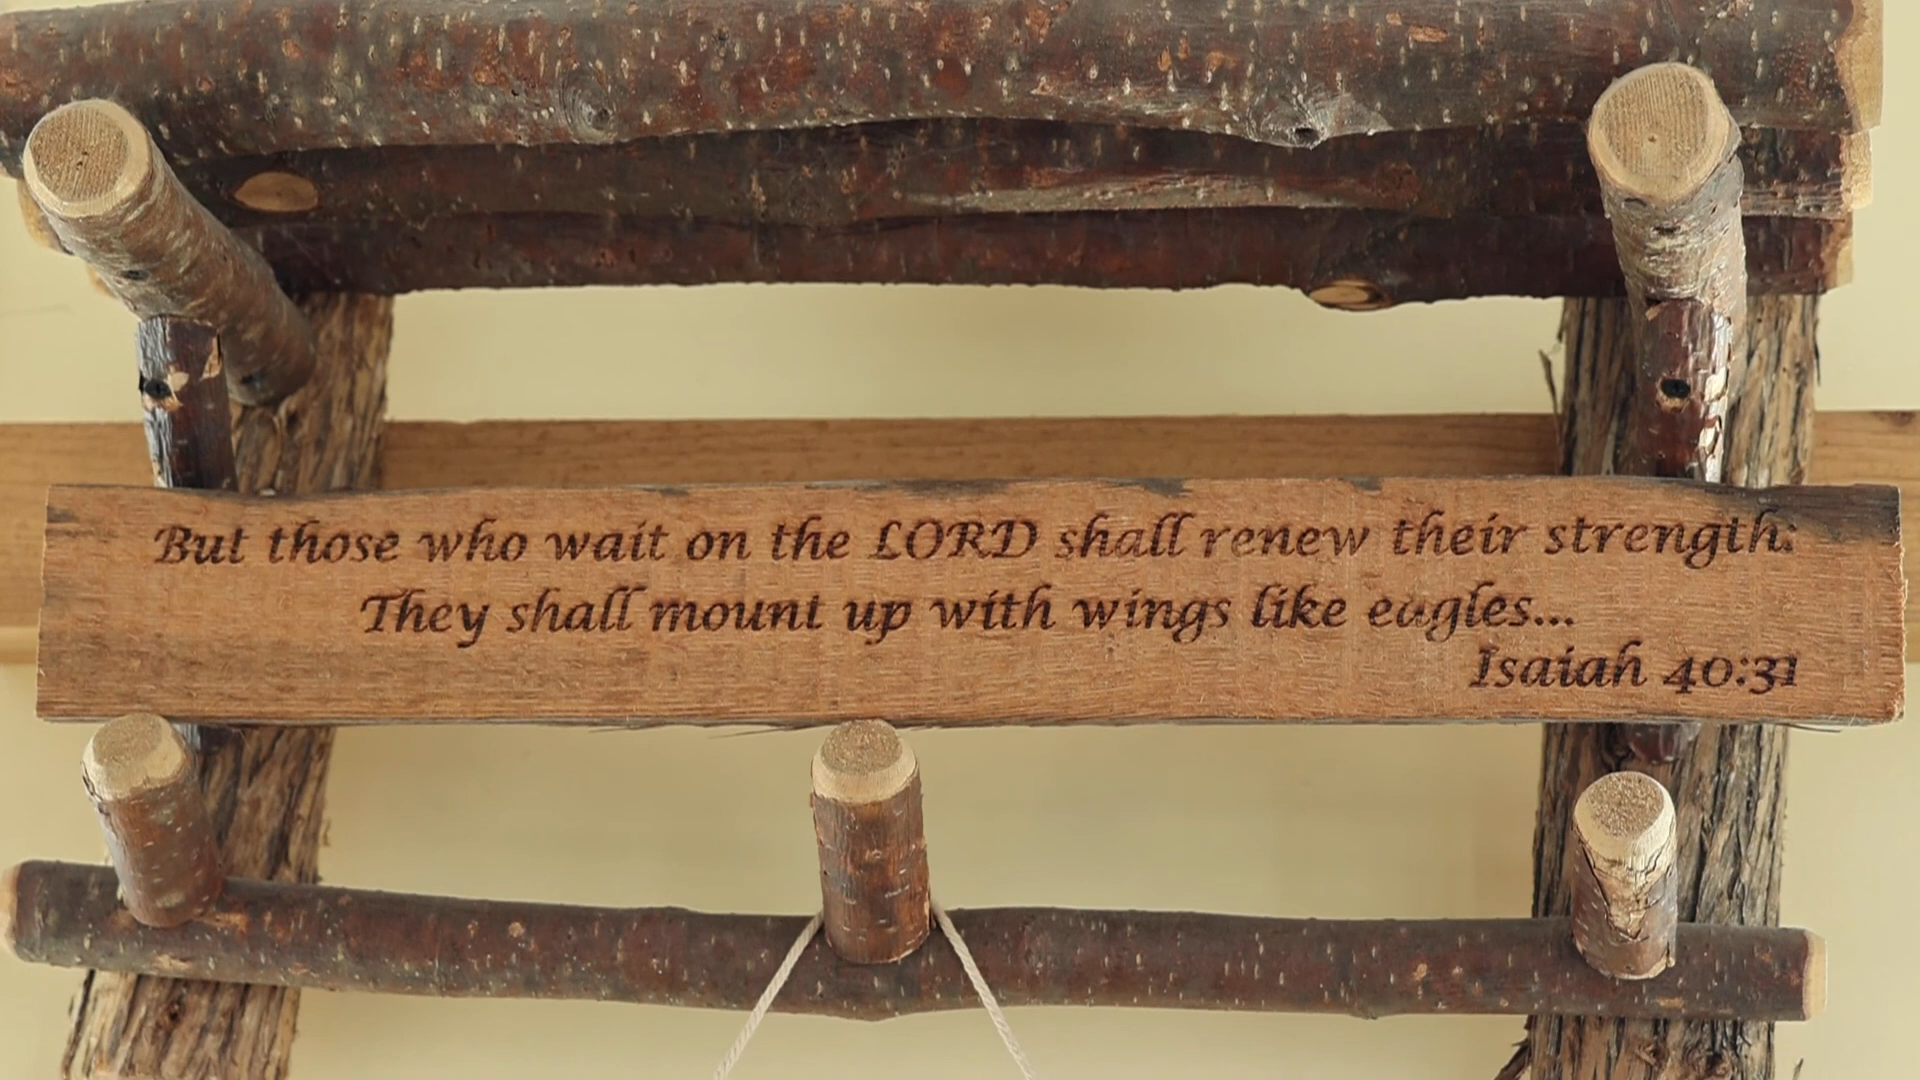 But those who wait on the LORD shall renew their strength;
They shall mount up with wings like eagles...
Isaiah 40:31